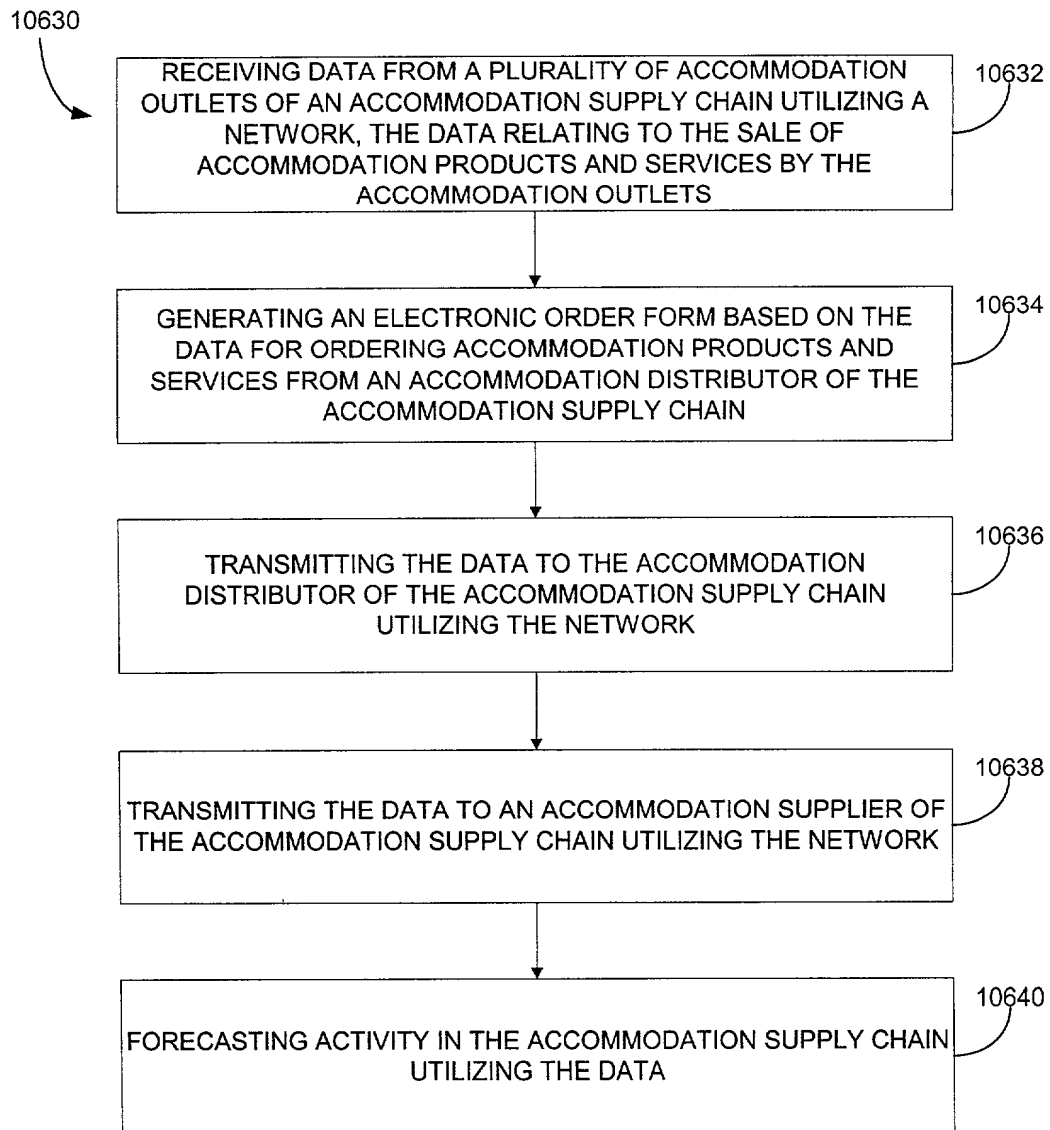 10630
RECEIVING DATA FROM A PLURALITY OF ACCOMMODATION
OUTLETS OF AN ACCOMMODATION SUPPLY CHAIN UTILIZING A
NETWORK, THE DATA RELATING TO THE SALE OF
ACCOMMODATION PRODUCTS AND SERVICES BY THE
ACCOMMODATION OUTLETS
10632
GENERATING AN ELECTRONIC ORDER FORM BASED ON THE
DATA FOR ORDERING ACCOMMODATION PRODUCTS AND
SERVICES FROM AN ACCOMMODATION DISTRIBUTOR OF THE
ACCOMMODATION SUPPLY CHAIN
10634
TRANSMITTING THE DATA TO THE ACCOMMODATION
DISTRIBUTOR OF THE ACCOMMODATION SUPPLY CHAIN
UTILIZING THE NETWORK
10636
TRANSMITTING THE DATA TO AN ACCOMMODATION SUPPLIER OF
THE ACCOMMODATION SUPPLY CHAIN UTILIZING THE NETWORK
10638
FORECASTING ACTIVITY IN THE ACCOMMODATION SUPPLY CHAIN
UTILIZING THE DATA
10640